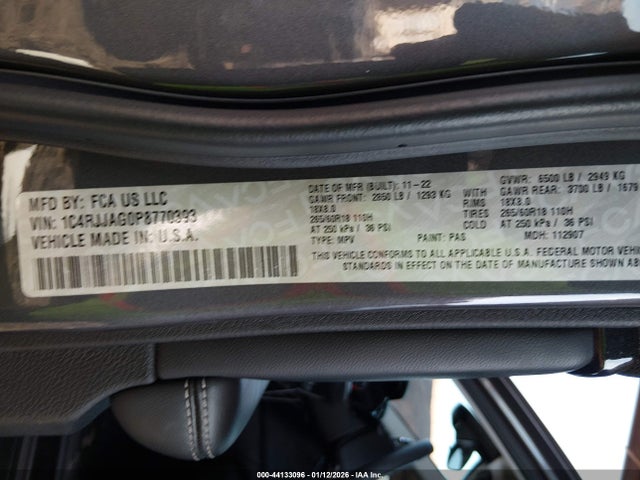 MFD BY: FCA US LLC
VIN: 1C4RJJAG0P8770393
VEHICLE MADE IN: U.S.A.
DATE OF MFR (BUILT): 11-22 GVWR: 6500 LB / 2949 KG
GAWR FRONT: 2850 LB / 1293 KG GAWR REAR: 3700 LB / 1679
18X8.0 RIMS 18X8.0
265/60R18 110H TIRES 265/60R18 110H
AT 250 kPa / 36 PSI COLD AT 250 kPa / 36 PSI
TYPE: MPV PAINT: PAS MDH: 112907
THIS VEHICLE CONFORMS TO ALL APPLICABLE U.S.A. FEDERAL MOTOR VEHIC
STANDARDS IN EFFECT ON THE DATE OF MANUFACTURE SHOWN AB
000-44133096 - 01/12/2026 - IAA Inc.